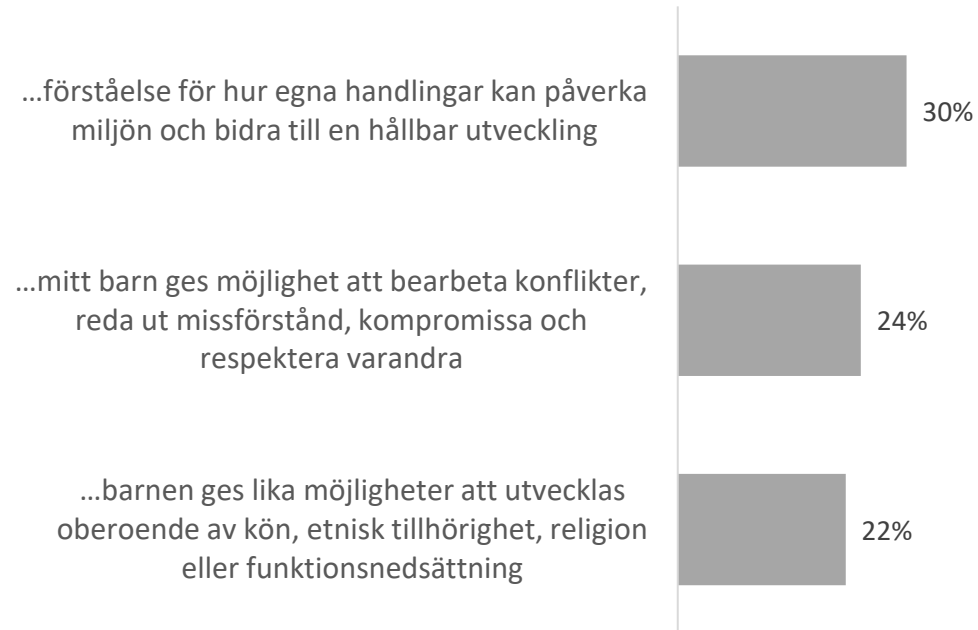 ...förståelse för hur egna handlingar kan påverka
miljön och bidra till en hållbar utveckling
30%
...mitt barn ges möjlighet att bearbeta konflikter,
reda ut missförstånd, kompromissa och
respektera varandra
24%
...barnen ges lika möjligheter att utvecklas
oberoende av kön, etnisk tillhörighet, religion
eller funktionsnedsättning
22%